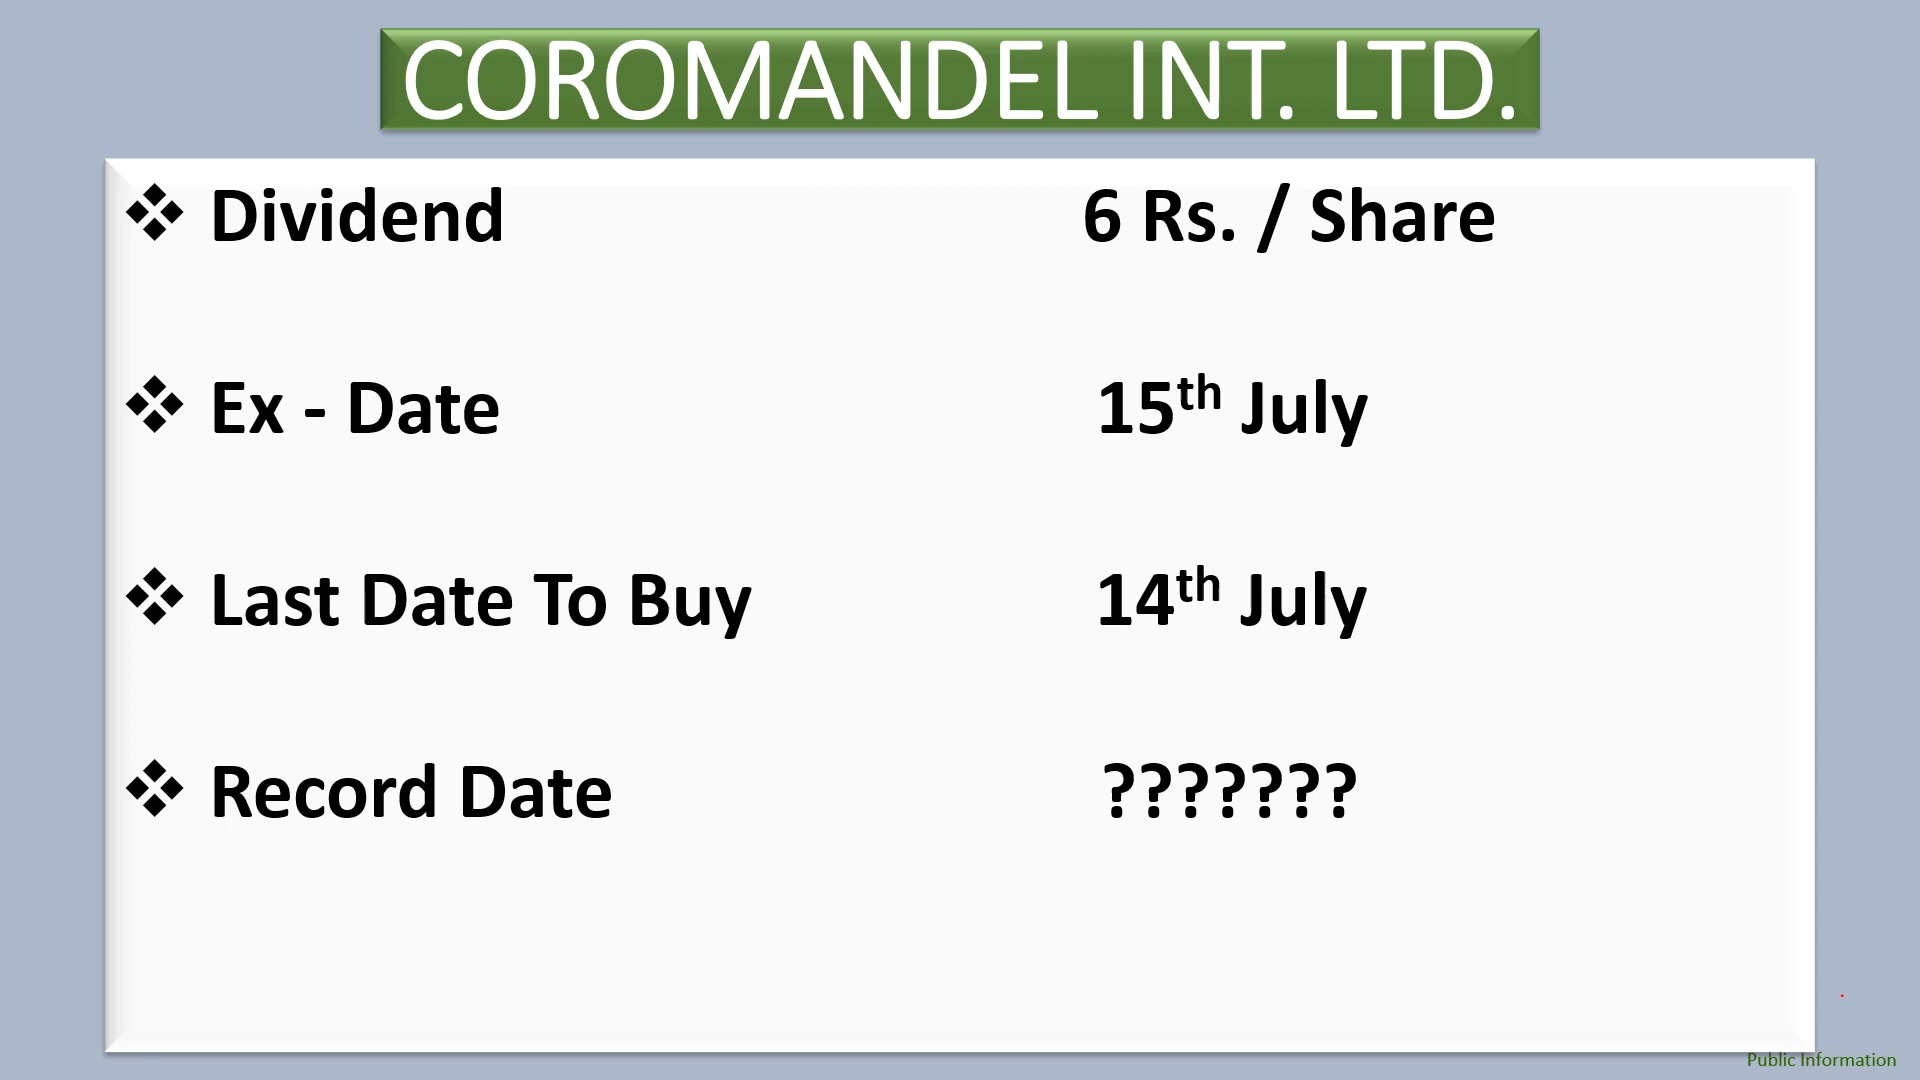 COROMANDEL INT. LTD.
❖ Dividend 6 Rs. / Share
❖ Ex - Date 15th July
❖ Last Date To Buy 14th July
❖ Record Date ???????
Public Information